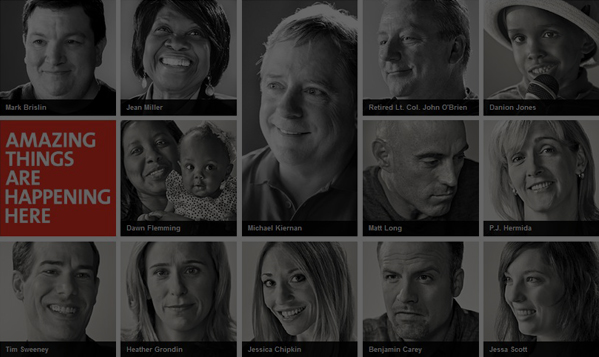 Mark Brislin
Jean Miller
Retired Lt. Col. John O'Brien
Danion Jones
AMAZING
THINGS
ARE
HAPPENING
HERE
Dawn Flemming
Michael Kiernan
Matt Long
P.J. Hermida
Tim Sweeney
Heather Grondin
Jessica Chipkin
Benjamin Carey
Jessa Scott